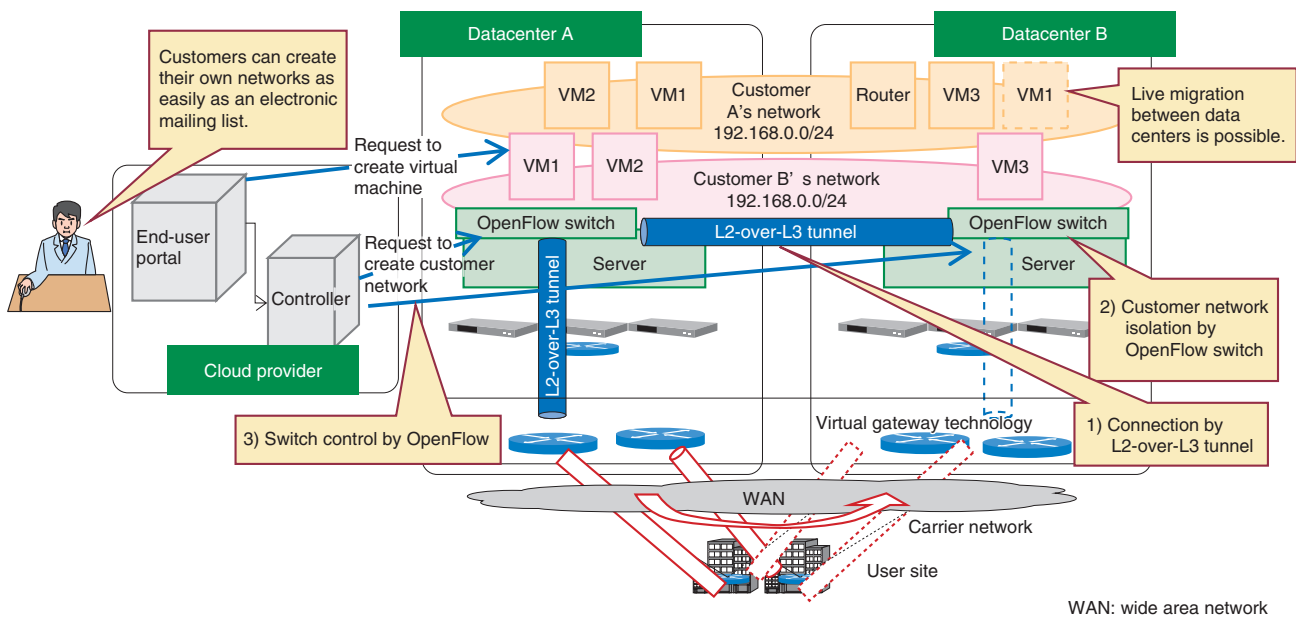 Datacenter A
Datacenter B
Customers can create
their own networks as
easily as an electronic
mailing list.
VM2
VM1
Customer
A's network
192.168.0.0/24
Router
VM3
VM1
Live migration
between data
centers is possible.
Request to
create virtual
machine
VM1
VM2
Customer B' s network
192.168.0.0/24
VM3
End-user
portal
Controller
Cloud provider
Request to
create customer
network
OpenFlow switch
L2-over-L3 tunnel
OpenFlow switch
Server
Server
L2-over-L3 tunnel
2) Customer network
isolation by
OpenFlow switch
3) Switch control by OpenFlow
Virtual gateway technology
1) Connection by
L2-over-L3 tunnel
WAN
Carrier network
User site
WAN: wide area network